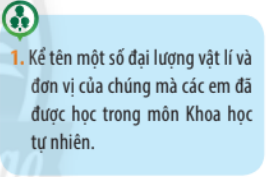 1. Kể tên một số đại lượng vật lí và
đơn vị của chúng mà các em đã
được học trong môn Khoa học
tự nhiên.